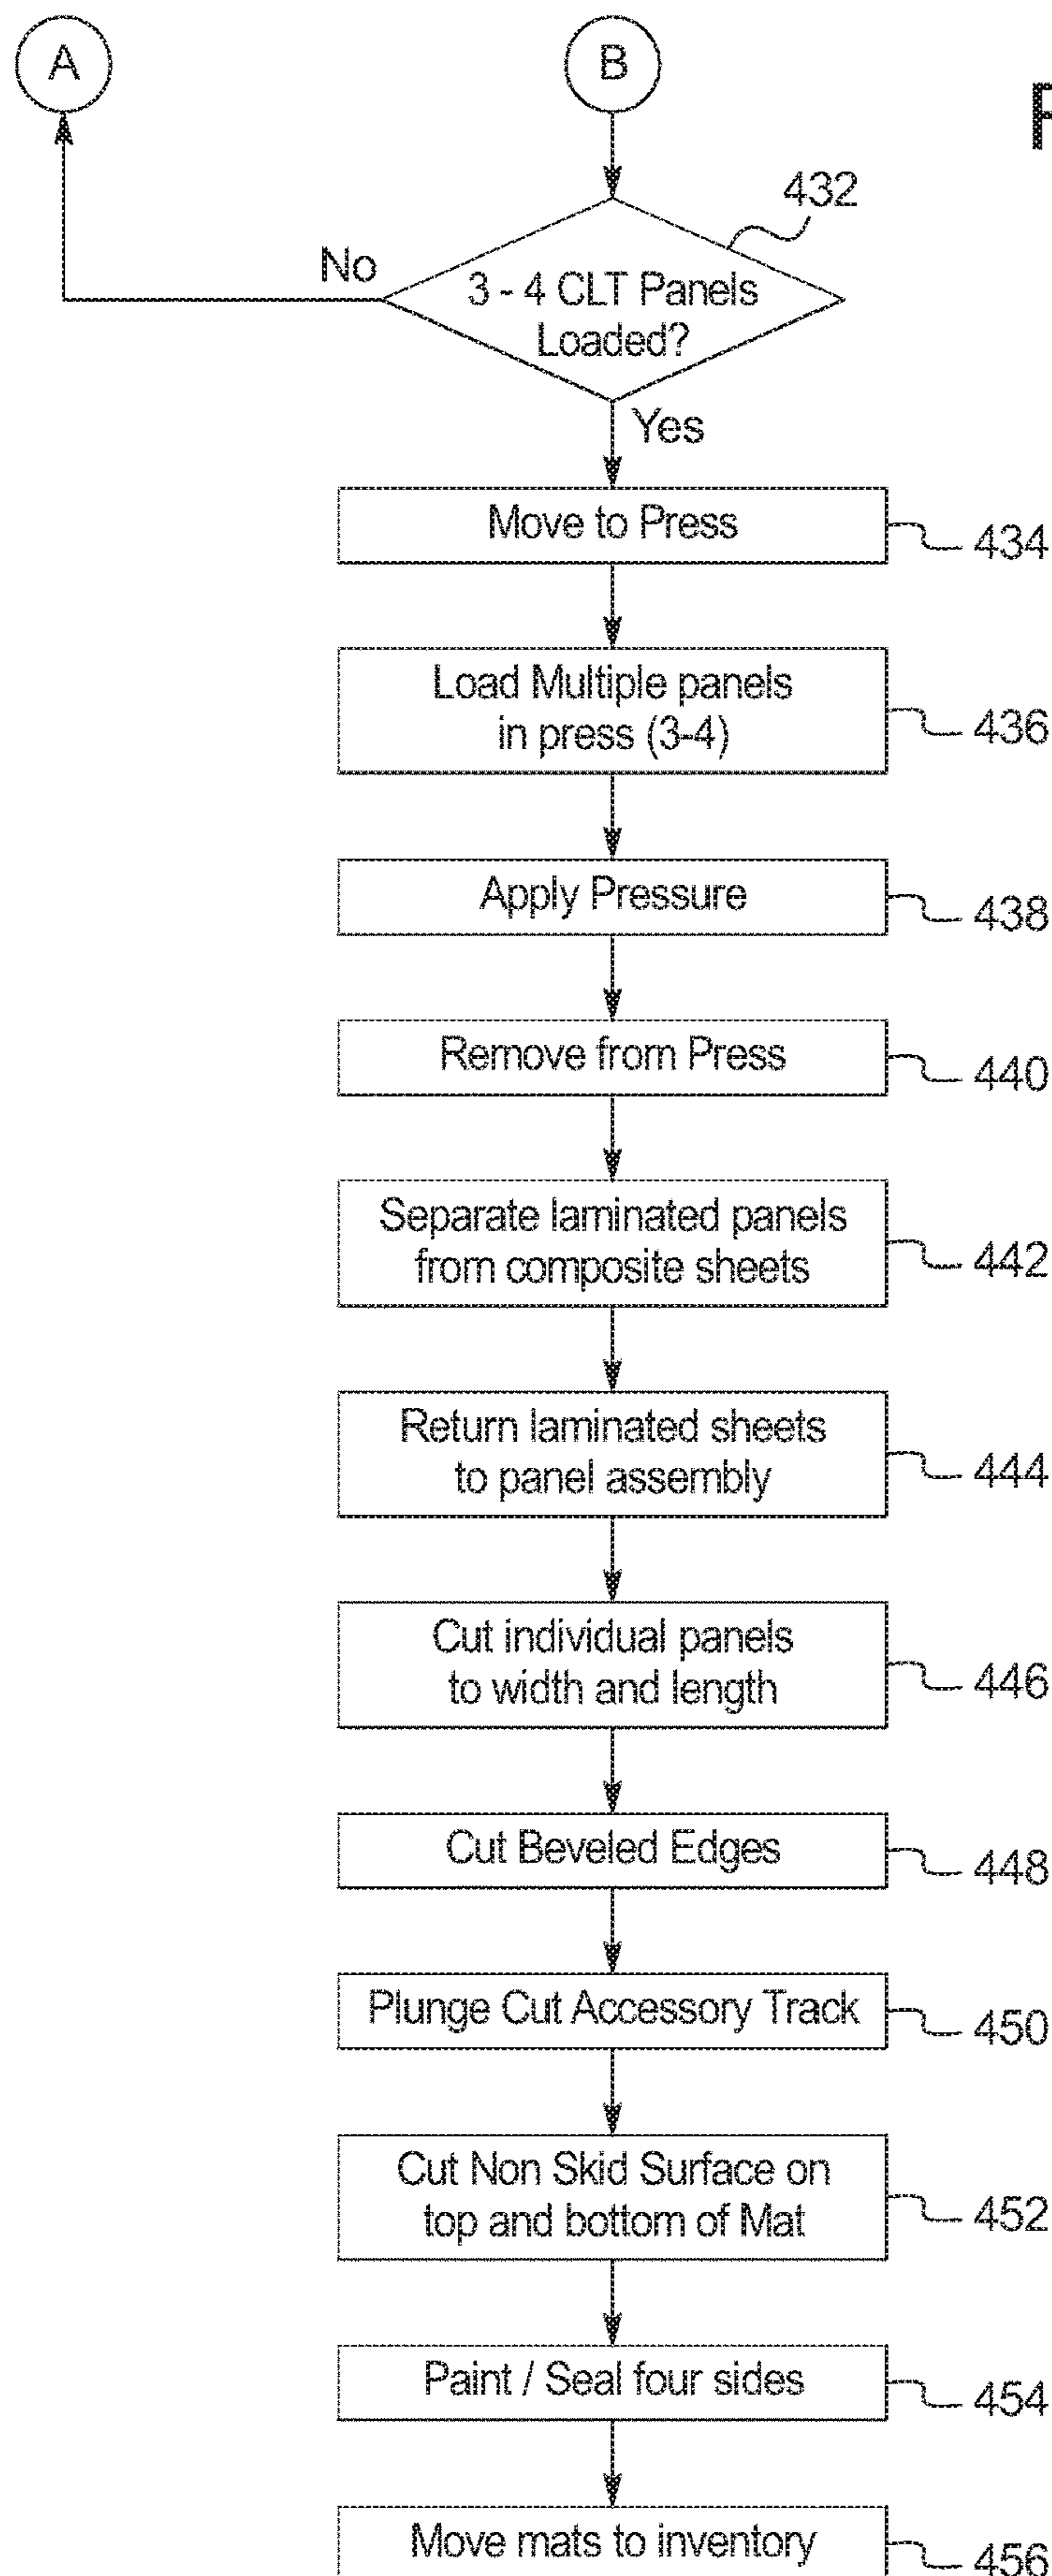 A
B
432
No
3 - 4 CLT Panels
Loaded?
Yes
Move to Press
434
Load Multiple panels
in press (3-4)
436
Apply Pressure
438
Remove from Press
440
Separate laminated panels
from composite sheets
442
Return laminated sheets
to panel assembly
444
Cut individual panels
to width and length
446
Cut Beveled Edges
448
Plunge Cut Accessory Track
450
Cut Non Skid Surface on
top and bottom of Mat
452
Paint / Seal four sides
454
Move mats to inventory
456